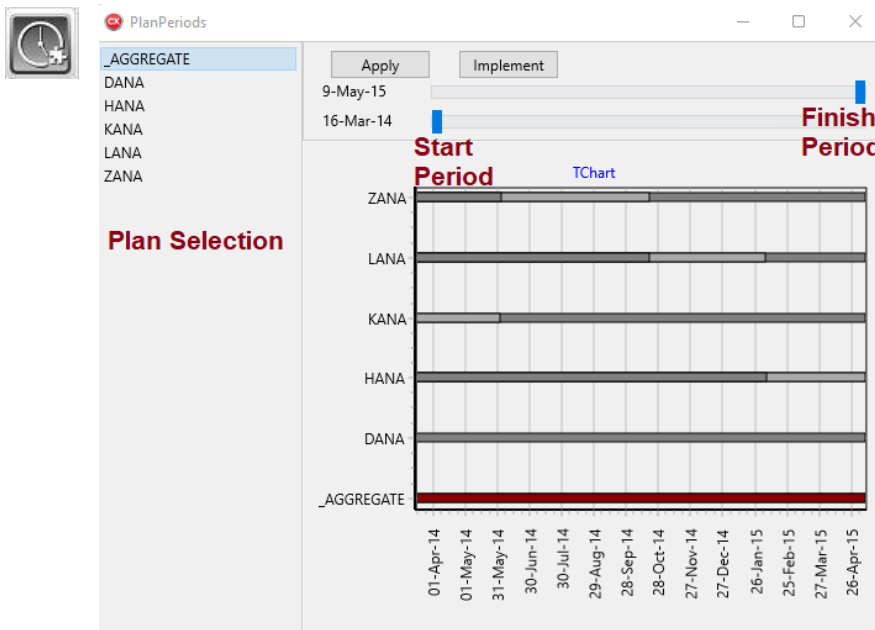 PlanPeriods
_AGGREGATE
DANA
HANA
KANA
LANA
ZANA
Plan Selection
Apply
Implement
9-May-15
16-Mar-14
Start
Period
Finish
Period
TChart
ZANA
LANA
KANA
HANA
DANA
_AGGREGATE
01-Apr-14
01-May-14
31-May-14
30-Jun-14
30-Jul-14
29-Aug-14
28-Sep-14
28-Oct-14
27-Nov-14
27-Dec-14
26-Jan-15
25-Feb-15
27-Mar-15
26-Apr-15